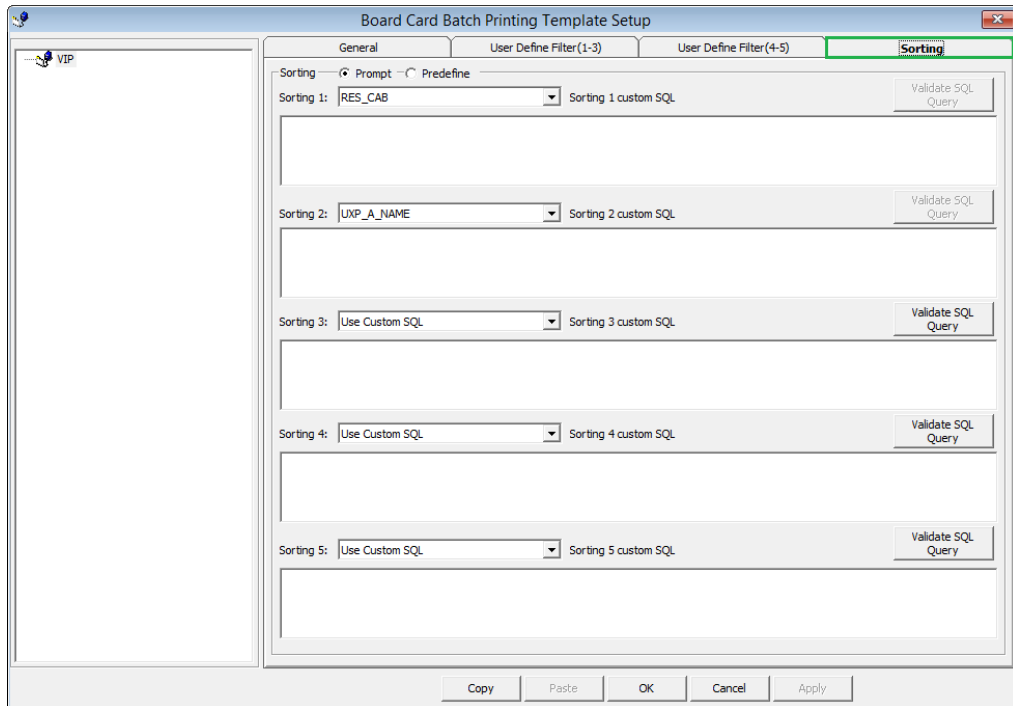 Board Card Batch Printing Template Setup
VIP
General
User Define Filter(1-3)
User Define Filter(4-5)
Sorting
Sorting Prompt Predefine
Sorting 1: RES_CAB Sorting 1 custom SQL Validate SQL Query
Sorting 2: UXP_A_NAME Sorting 2 custom SQL Validate SQL Query
Sorting 3: Use Custom SQL Sorting 3 custom SQL Validate SQL Query
Sorting 4: Use Custom SQL Sorting 4 custom SQL Validate SQL Query
Sorting 5: Use Custom SQL Sorting 5 custom SQL Validate SQL Query
Copy Paste OK Cancel Apply